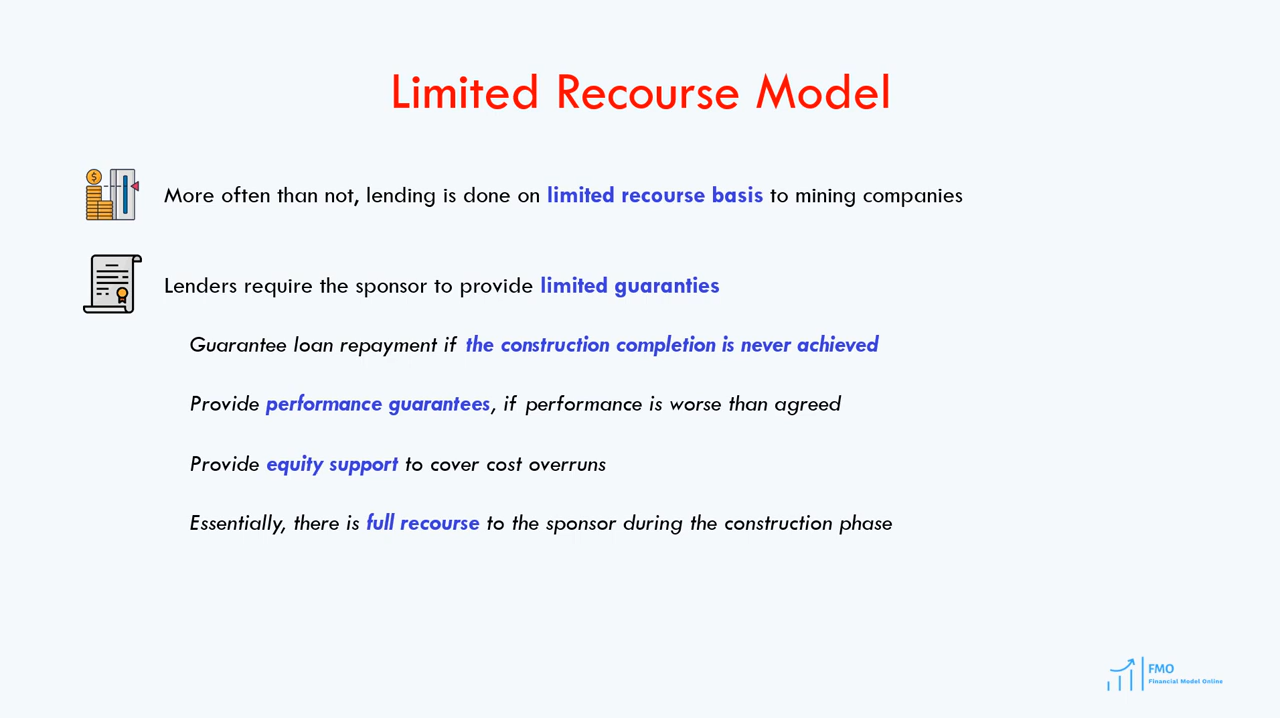 Limited Recourse Model
$
More often than not, lending is done on limited recourse basis to mining companies
Lenders require the sponsor to provide limited guaranties
Guarantee loan repayment if the construction completion is never achieved
Provide performance guarantees, if performance is worse than agreed
Provide equity support to cover cost overruns
Essentially, there is full recourse to the sponsor during the construction phase
FMO
Financial Model Online